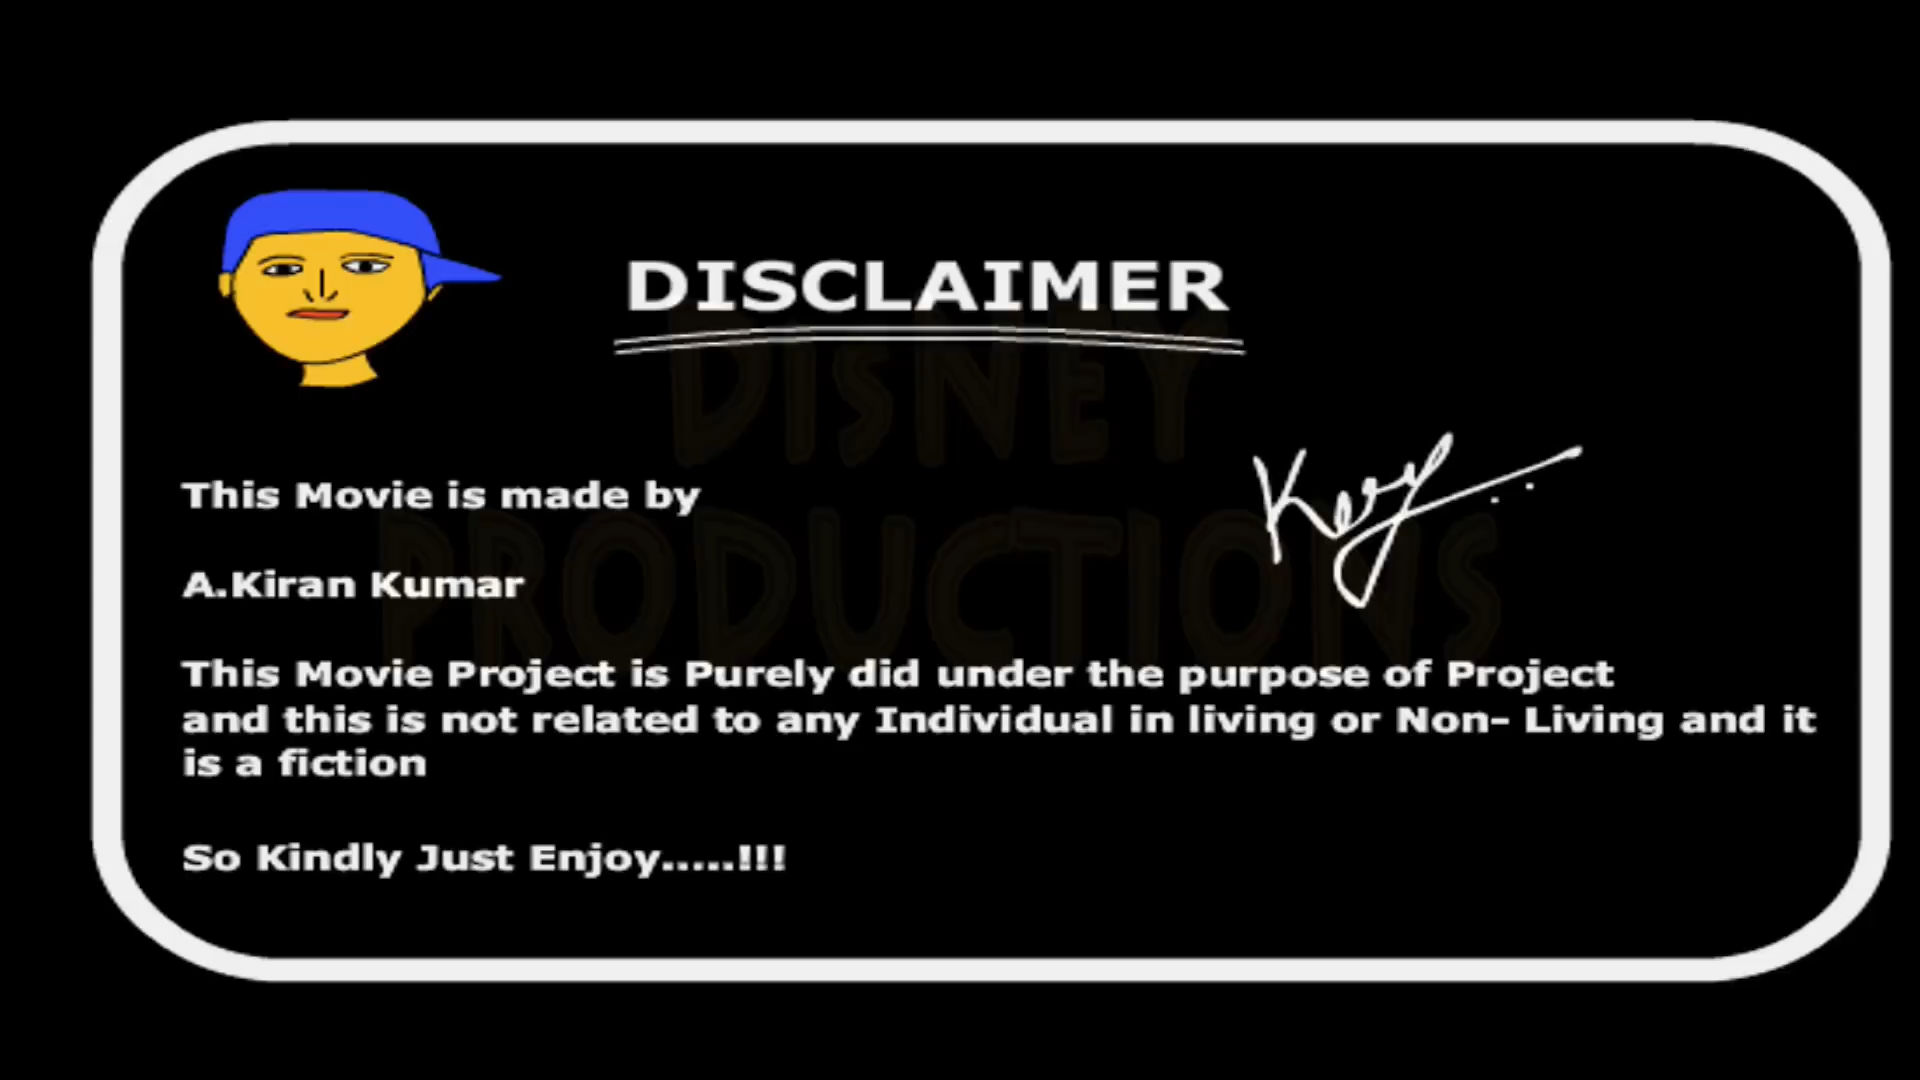 DISCLAIMER
DISNEY
PRODUCTIONS
This Movie is made by
A.Kiran Kumar
This Movie Project is Purely did under the purpose of Project
and this is not related to any Individual in living or Non- Living and it
is a fiction
So Kindly Just Enjoy.....!!!